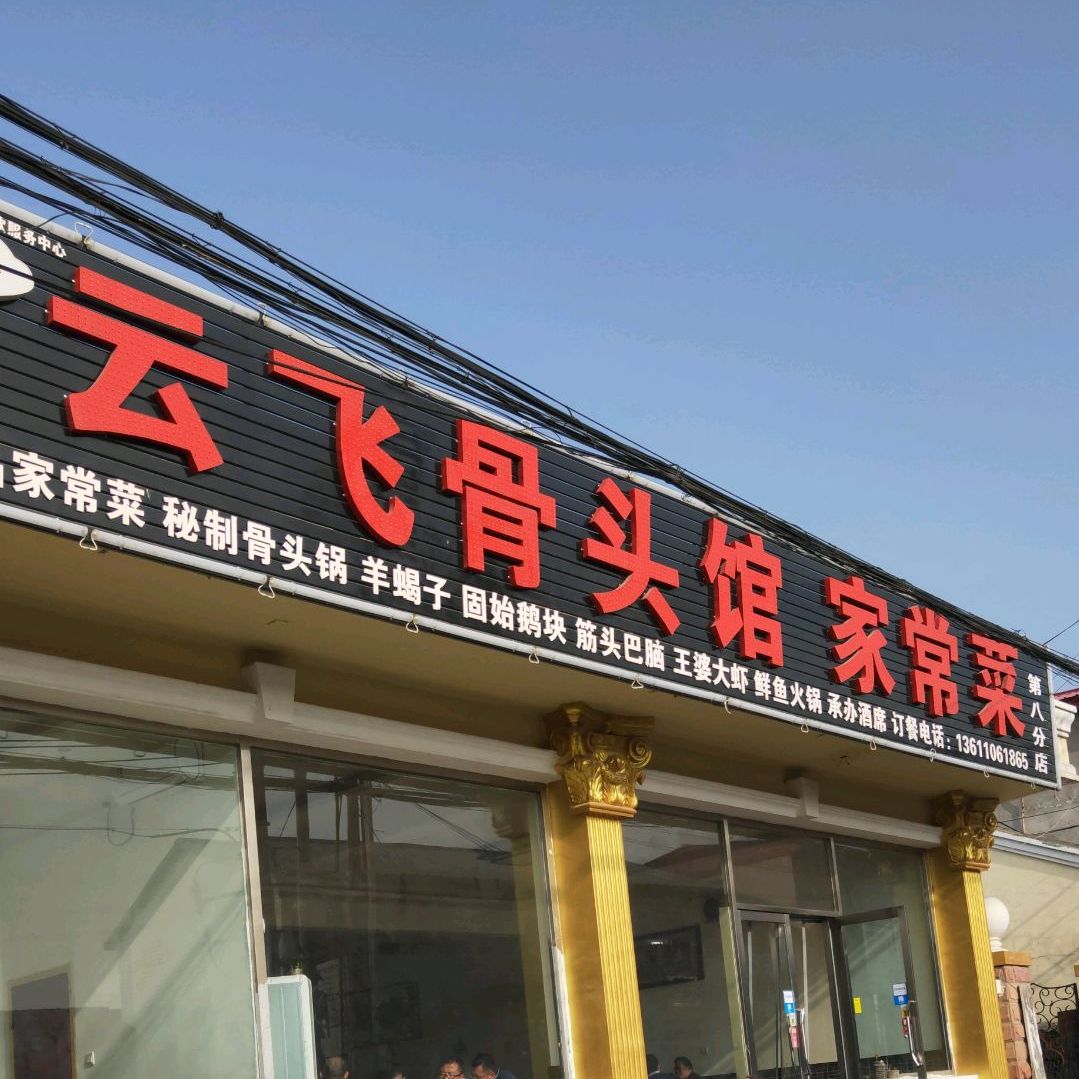 服务中心
云飞骨头馆 家常菜
家常菜 秘制骨头锅 羊蝎子 固始鹅块 筋头巴脑 王婆大虾 鲜鱼火锅 承办酒席 订餐电话：13611061865
第八分店